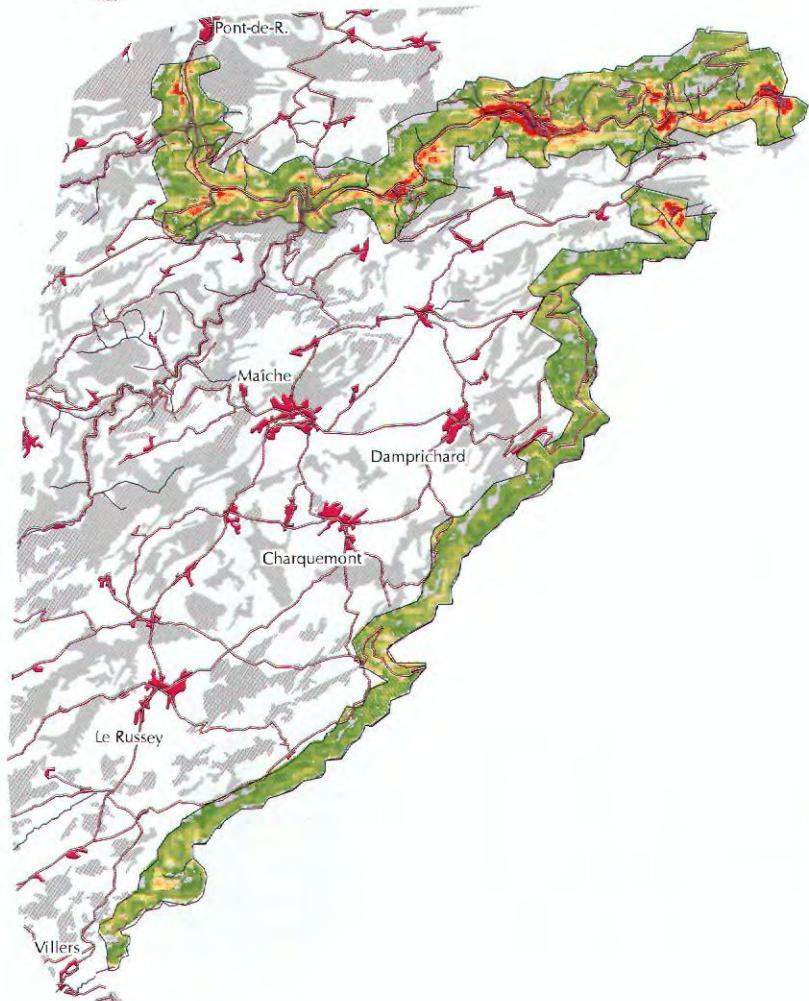 Pont-de-R.
Maîche
Damprichard
Charquemont
Le Russey
Villers